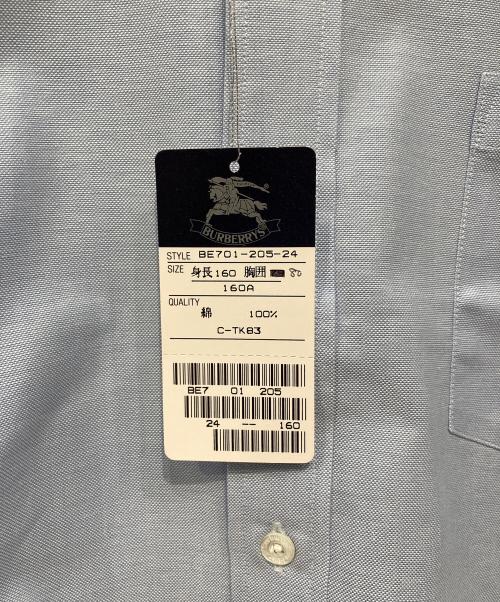 BURBERRYS
STYLE BE701-205-24
SIZE 身長160 胸囲 80
160A
QUALITY
綿 100%
C-TK83
BE7 01 205
24 -- 160